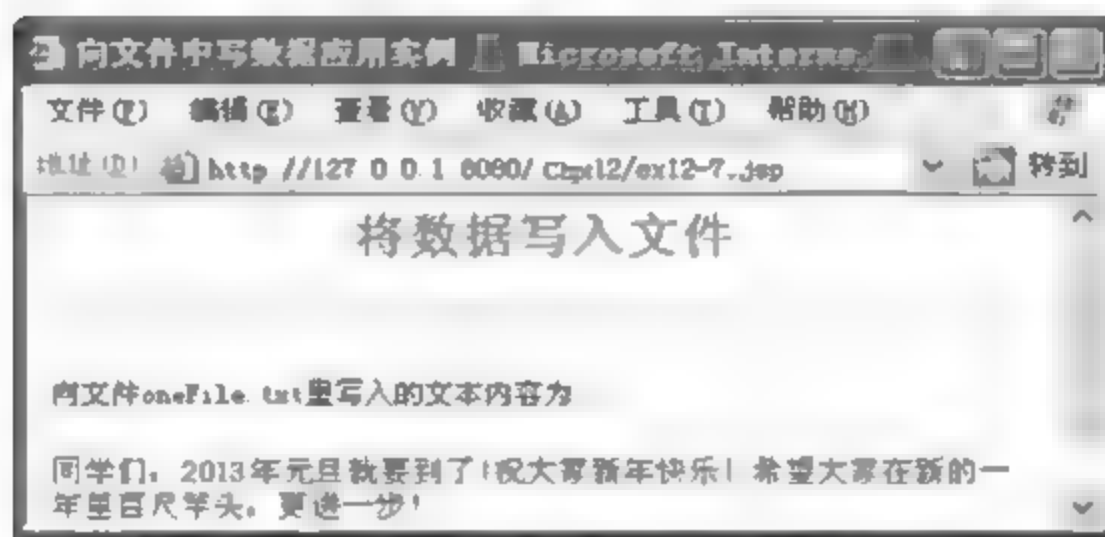 向文件中写数据应用实例 Microsoft Interne
文件(F) 编辑(E) 查看(V) 收藏(A) 工具(T) 帮助(H)
地址(D) http //127 0 0 1 8080/ Chpt12/ex12-7.jsp 转到
将数据写入文件
向文件oneFile.txt里写入的文本内容为
同学们，2013年元旦就要到了!祝大家新年快乐! 希望大家在新的一
年里百尺竿头，更进一步!